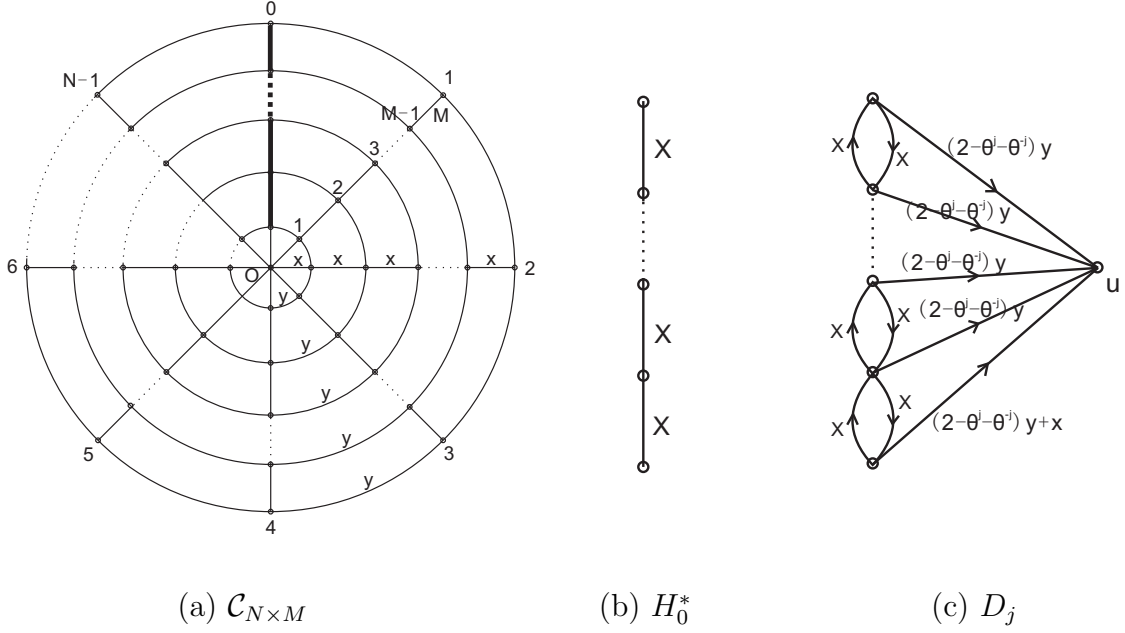 0
N−1
1
M−1
M
3
2
1
6
O
x
x
x
x
2
y
y
y
y
y
5
3
4
X
X
X
X
X
(2−θ^j−θ^-j) y
(2−θ^j−θ^-j) y
(2−θ^j−θ^-j) y
u
X
X
(2−θ^j−θ^-j) y
X
X
(2−θ^j−θ^-j) y+x
(a) 𝒞_{N×M}
(b) H_0^*
(c) D_j